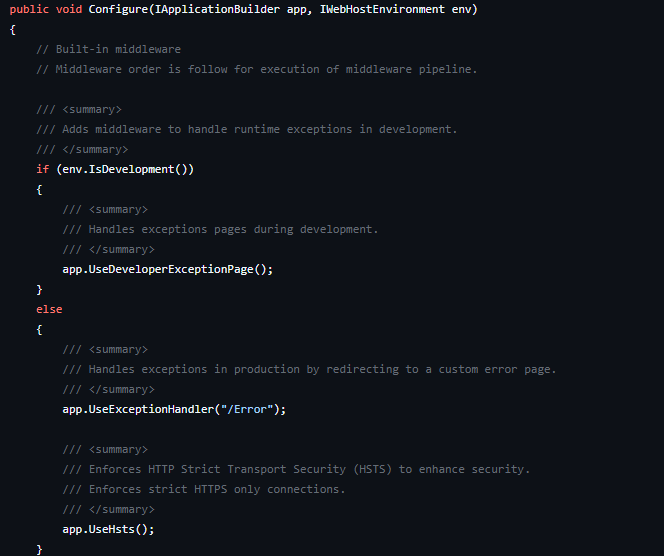 public void Configure(IApplicationBuilder app, IWebHostEnvironment env)
{
// Built-in middleware
// Middleware order is follow for execution of middleware pipeline.
/// <summary>
/// Adds middleware to handle runtime exceptions in development.
/// </summary>
if (env.IsDevelopment())
{
/// <summary>
/// Handles exceptions pages during development.
/// </summary>
app.UseDeveloperExceptionPage();
}
else
{
/// <summary>
/// Handles exceptions in production by redirecting to a custom error page.
/// </summary>
app.UseExceptionHandler("/Error");
/// <summary>
/// Enforces HTTP Strict Transport Security (HSTS) to enhance security.
/// Enforces strict HTTPS only connections.
/// </summary>
app.UseHsts();
}